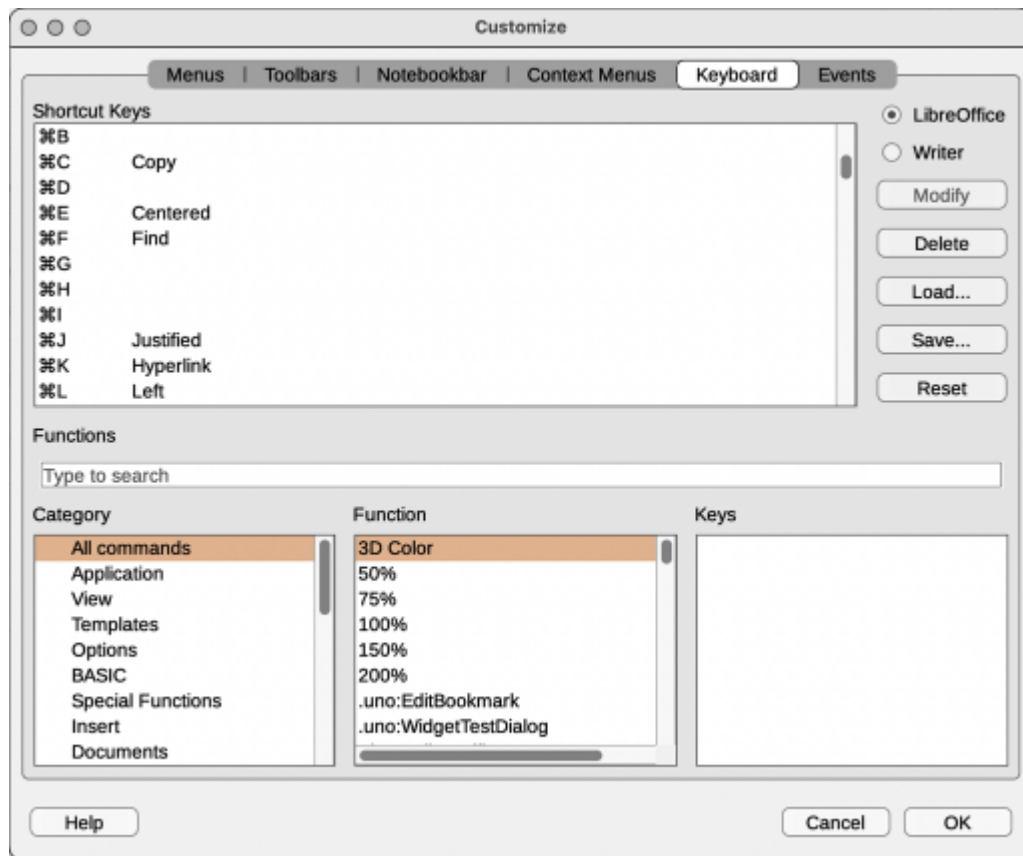 Customize
Menus | Toolbars | Notebookbar | Context Menus Keyboard Events
Shortcut Keys
⌘B
⌘C Copy
⌘D
⌘E Centered
⌘F Find
⌘G
⌘H
⌘I
⌘J Justified
⌘K Hyperlink
⌘L Left
LibreOffice
Writer
Modify
Delete
Load...
Save...
Reset
Functions
Type to search
Category
All commands
Application
View
Templates
Options
BASIC
Special Functions
Insert
Documents
Function
3D Color
50%
75%
100%
150%
200%
.uno:EditBookmark
.uno:WidgetTestDialog
Keys
Help
Cancel
OK